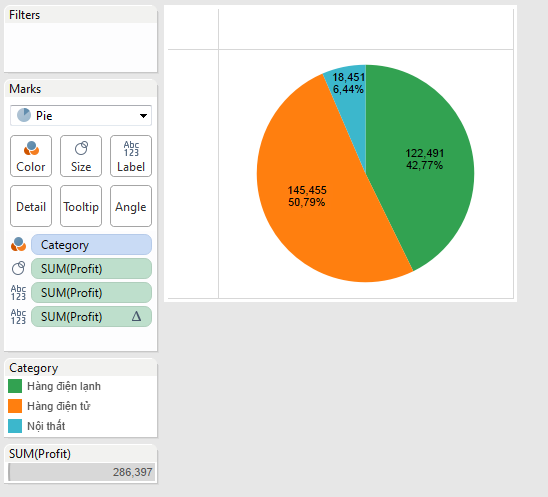 Filters
Marks
Pie
Abc
123
Color
Size
Label
Detail
Tooltip
Angle
Category
SUM(Profit)
Abc
123
SUM(Profit)
Abc
123
SUM(Profit)
Δ
Category
Hàng điện lạnh
Hàng điện tử
Nội thất
SUM(Profit)
286,397
18,451
6,44%
122,491
42,77%
145,455
50,79%